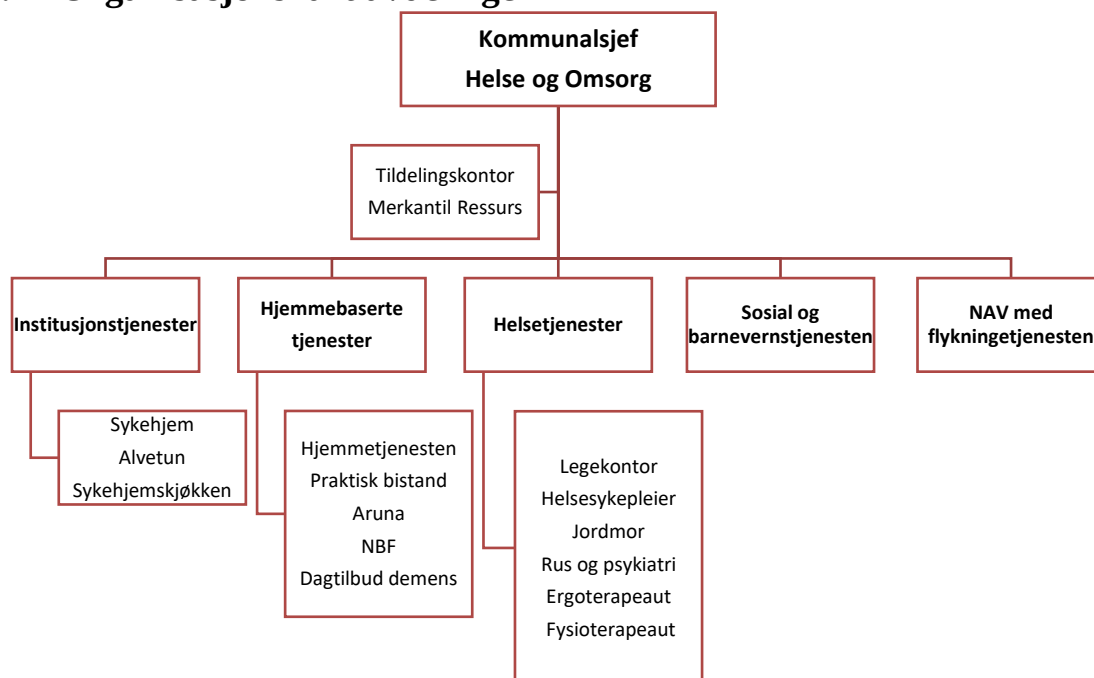 Kommunalsjef
Helse og Omsorg
Tildelingskontor
Merkantil Ressurs
Institusjonstjenester
Hjemmebaserte
tjenester
Helsetjenester
Sosial og
barnevernstjenesten
NAV med
flykningetjenesten
Sykehjem
Alvetun
Sykehjemskjøkken
Hjemmetjenesten
Praktisk bistand
Aruna
NBF
Dagtilbud demens
Legekontor
Helsesykepleier
Jordmor
Rus og psykiatri
Ergoterapeaut
Fysioterapeaut